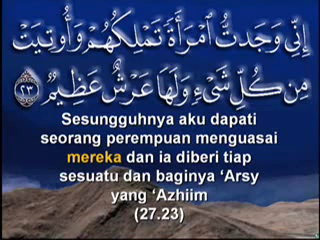 إِنِّي وَجَدتُّ ٱمْرَأَةً تَمْلِكُهُمْ وَأُوتِيَتْ
مِن كُلِّ شَيْءٍ وَلَهَا عَرْشٌ عَظِيمٌ ٢٣
Sesungguhnya aku dapati
seorang perempuan menguasai
mereka dan ia diberi tiap
sesuatu dan baginya ‘Arsy
yang ‘Azhiim
(27.23)